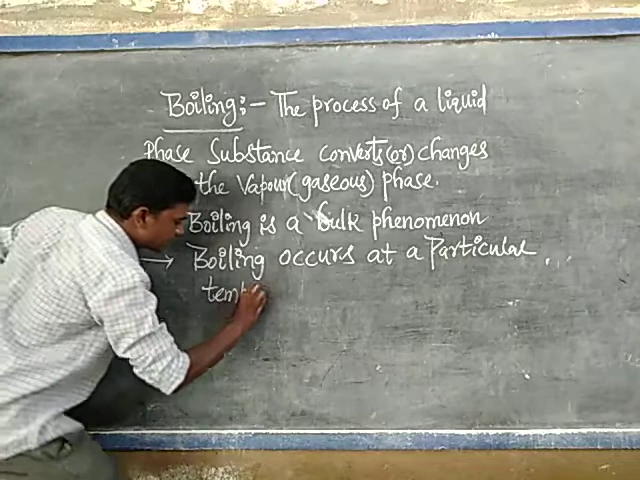 Boiling:- The process of a liquid
Phase Substance converts(or) changes
the Vapour(gaseous) phase.
Boiling is a bulk phenomenon
→ Boiling occurs at a Particular
temp